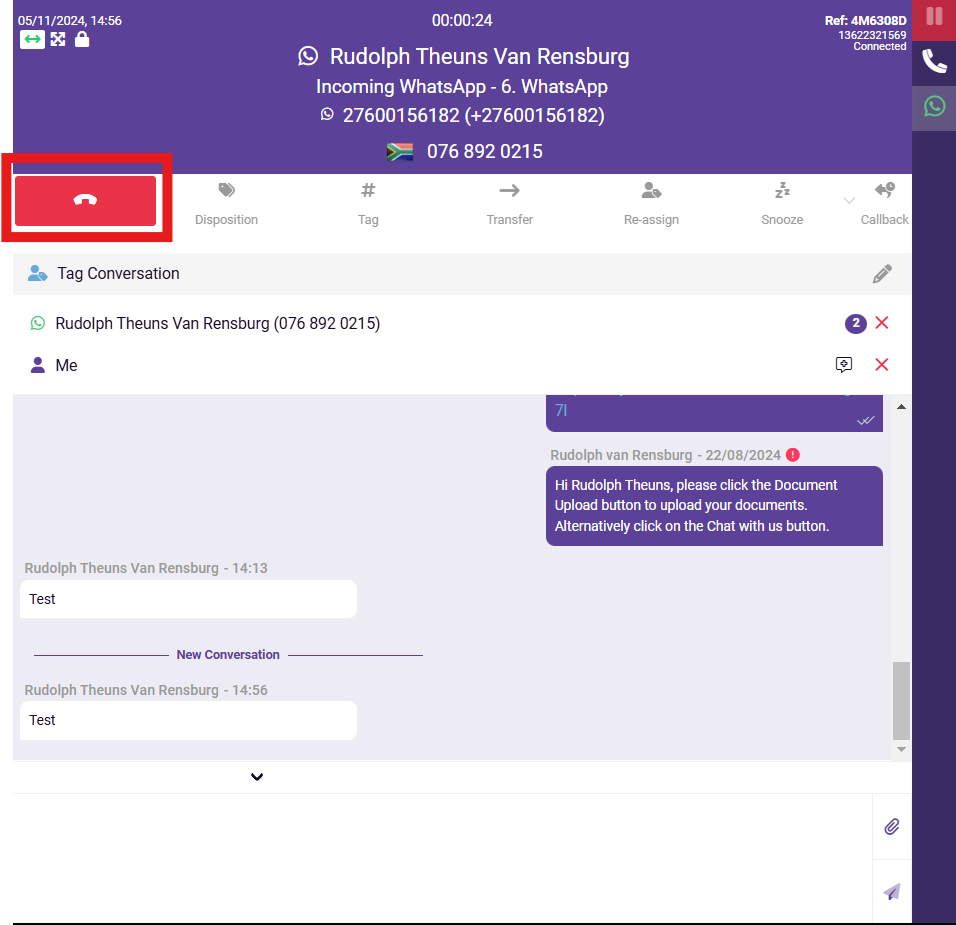 05/11/2024, 14:56
00:00:24
Ref: 4M6308D
13622321569
Connected
Rudolph Theuns Van Rensburg
Incoming WhatsApp - 6. WhatsApp
27600156182 (+27600156182)
076 892 0215
Disposition
# Tag
Transfer
Re-assign
Snooze
Callback
Tag Conversation
Rudolph Theuns Van Rensburg (076 892 0215)
2
Me
7l
Rudolph van Rensburg - 22/08/2024
Hi Rudolph Theuns, please click the Document
Upload button to upload your documents.
Alternatively click on the Chat with us button.
Rudolph Theuns Van Rensburg - 14:13
Test
New Conversation
Rudolph Theuns Van Rensburg - 14:56
Test